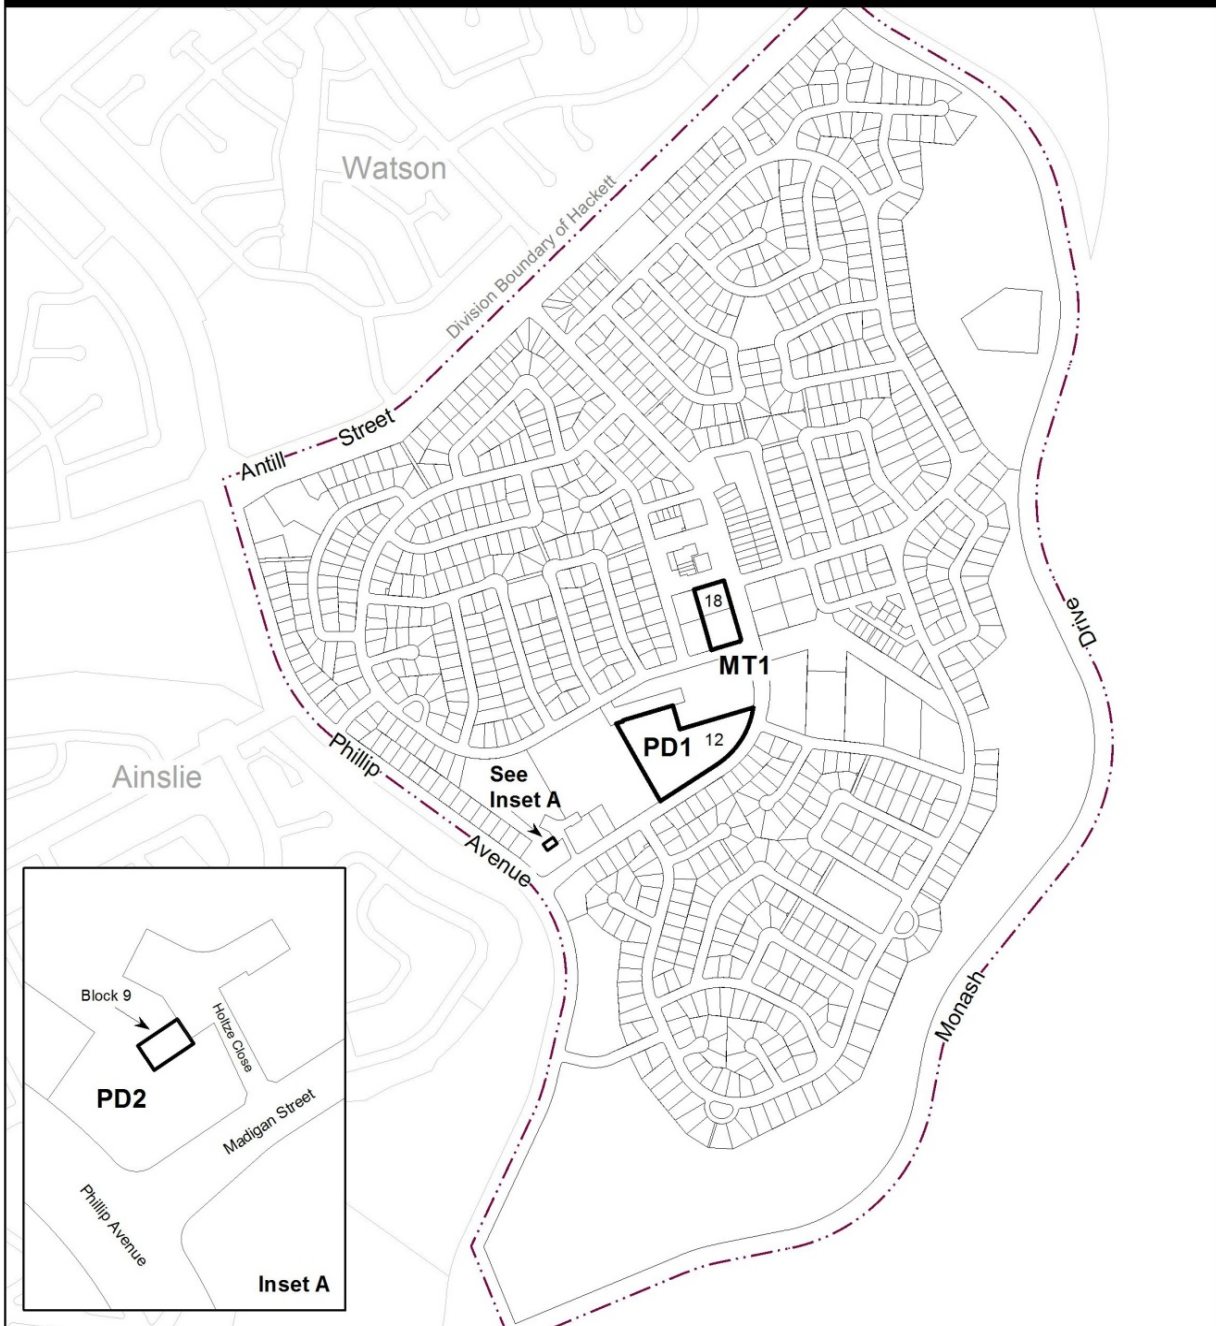 Watson
Division Boundary of Hackett
Antill
Street
18
MT1
Drive
PD1
12
Phillip
Ainslie
See
Inset A
Avenue
Monash
Block 9
Holtze Close
PD2
Madigan Street
Phillip Avenue
Inset A